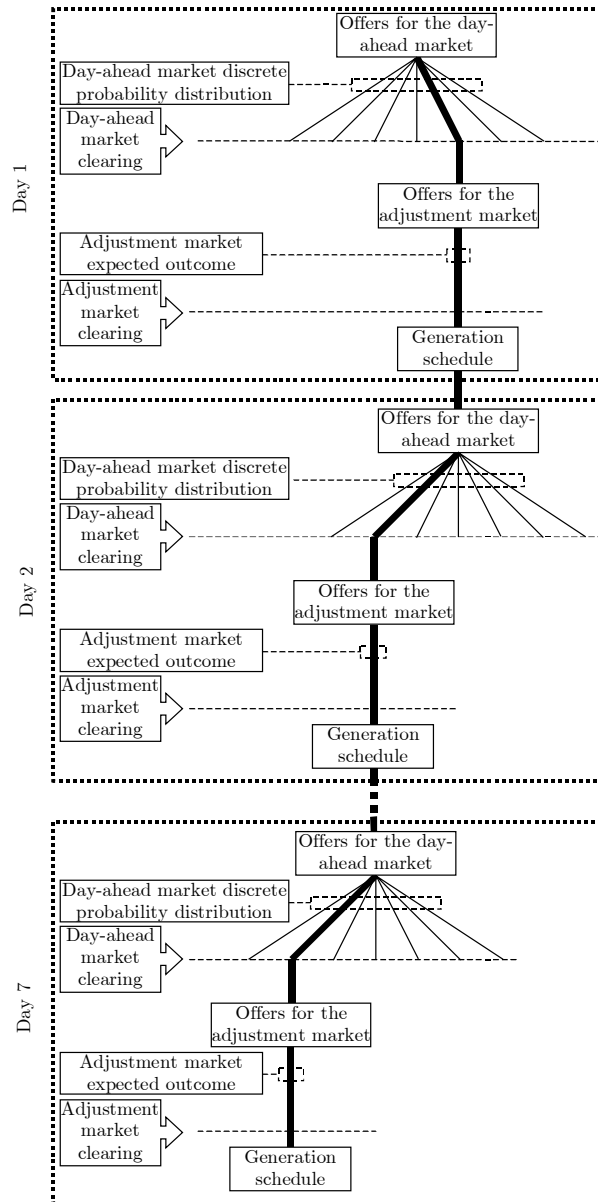 Offers for the day-
ahead market
Day-ahead market discrete
probability distribution
Day-ahead
market
clearing
Day 1
Offers for the
adjustment market
Adjustment market
expected outcome
Adjustment
market
clearing
Generation
schedule
Offers for the day-
ahead market
Day-ahead market discrete
probability distribution
Day-ahead
market
clearing
Day 2
Offers for the
adjustment market
Adjustment market
expected outcome
Adjustment
market
clearing
Generation
schedule
Offers for the day-
ahead market
Day-ahead market discrete
probability distribution
Day-ahead
market
clearing
Day 7
Offers for the
adjustment market
Adjustment market
expected outcome
Adjustment
market
clearing
Generation
schedule